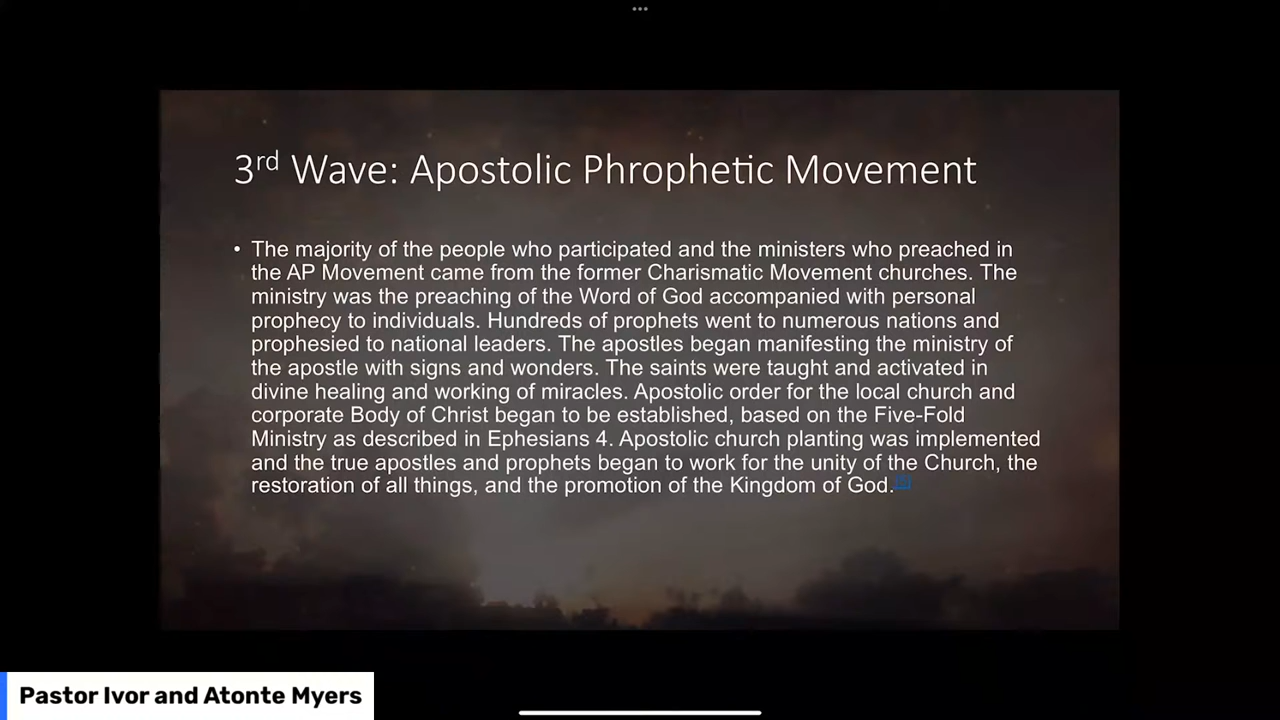 3rd Wave: Apostolic Phrophetic Movement
• The majority of the people who participated and the ministers who preached in
the AP Movement came from the former Charismatic Movement churches. The
ministry was the preaching of the Word of God accompanied with personal
prophecy to individuals. Hundreds of prophets went to numerous nations and
prophesied to national leaders. The apostles began manifesting the ministry of
the apostle with signs and wonders. The saints were taught and activated in
divine healing and working of miracles. Apostolic order for the local church and
corporate Body of Christ began to be established, based on the Five-Fold
Ministry as described in Ephesians 4. Apostolic church planting was implemented
and the true apostles and prophets began to work for the unity of the Church, the
restoration of all things, and the promotion of the Kingdom of God.
Pastor Ivor and Atonte Myers